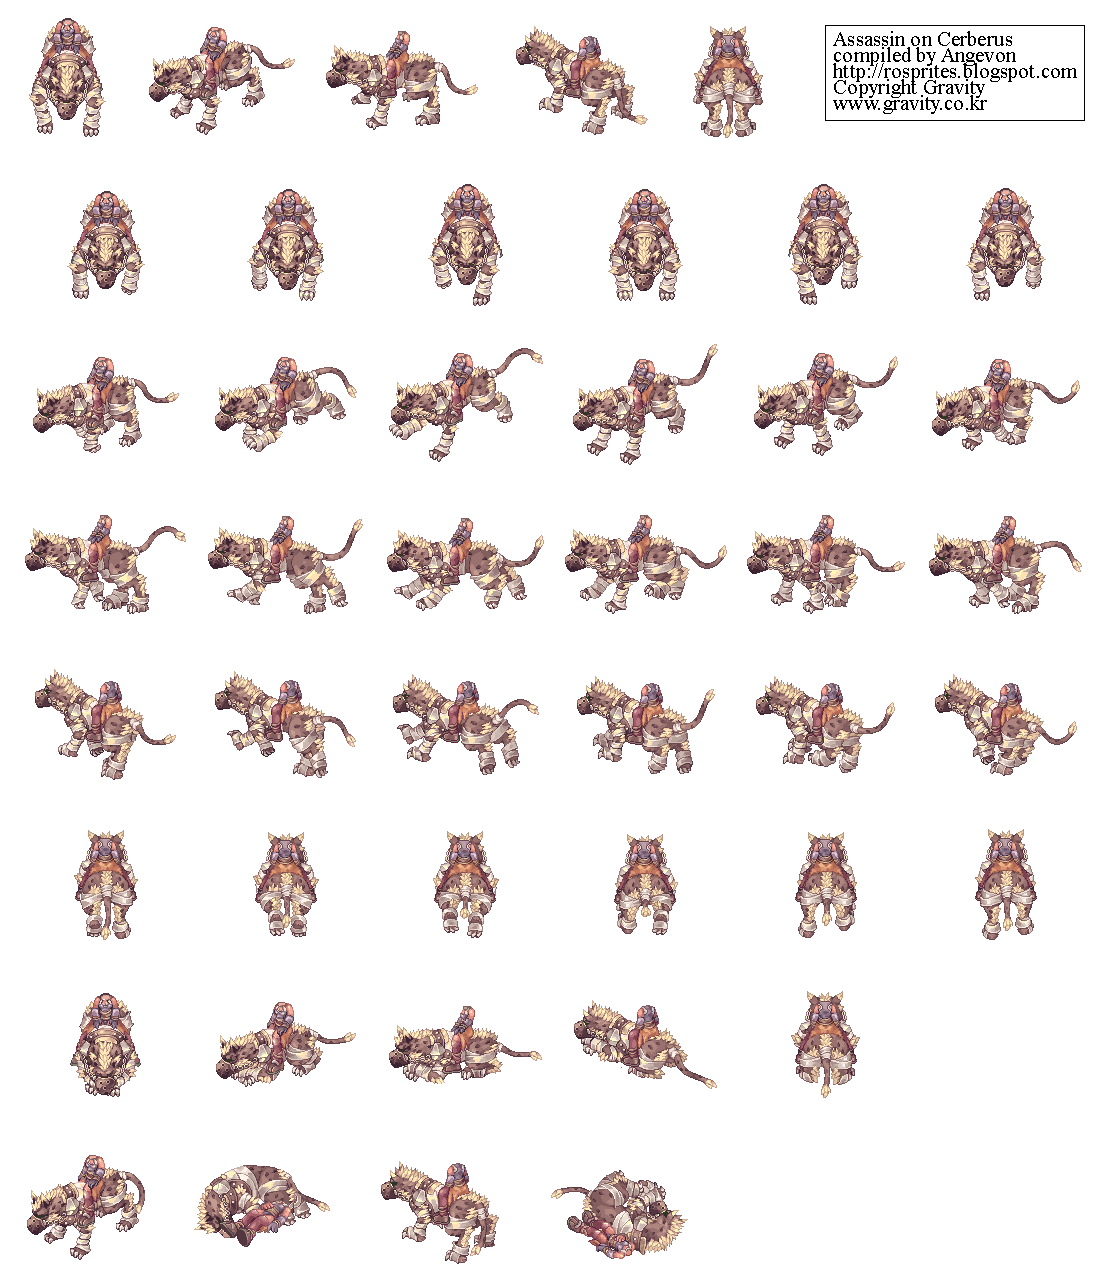 Assassin on Cerberus
compiled by Angevon
http://rosprites.blogspot.com
Copyright Gravity
www.gravity.co.kr